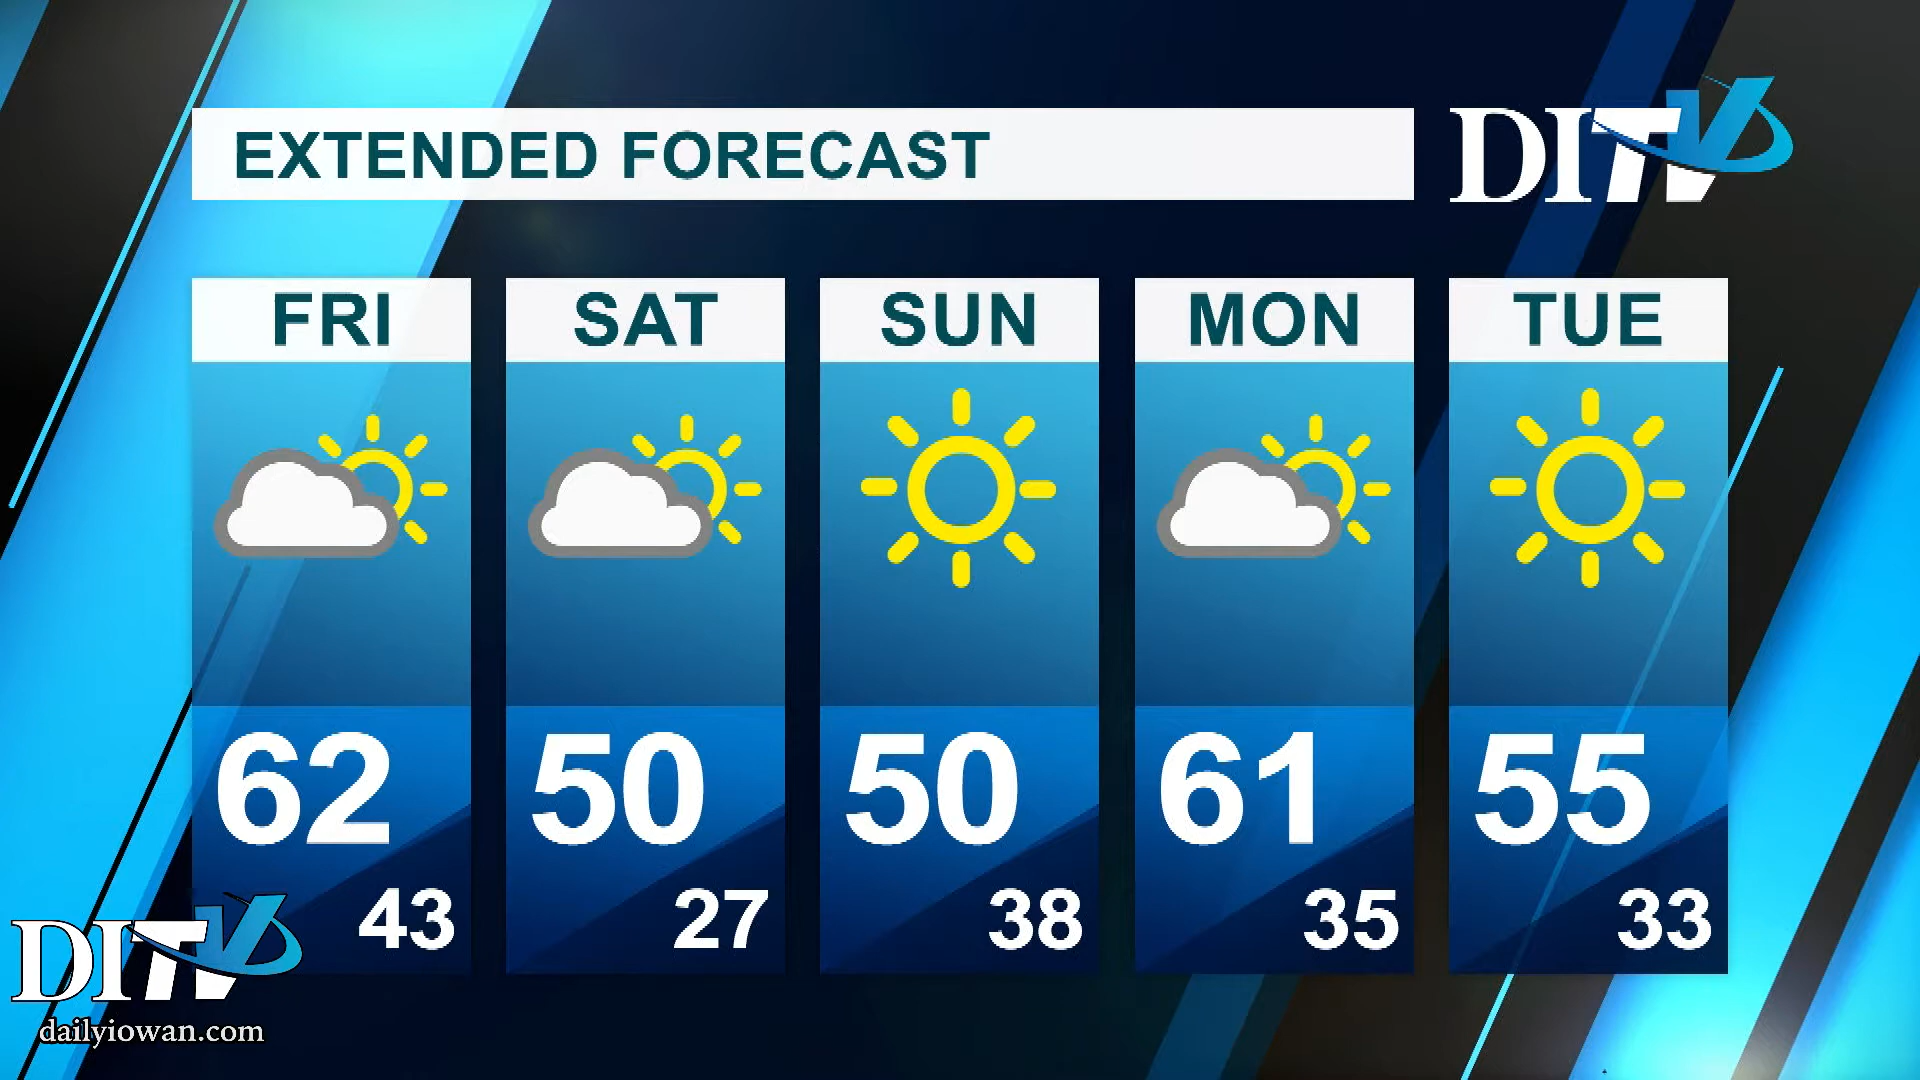 EXTENDED FORECAST
DITV
FRI
SAT
SUN
MON
TUE
62
50
50
61
55
43
27
38
35
33
DITV
dailyiowan.com